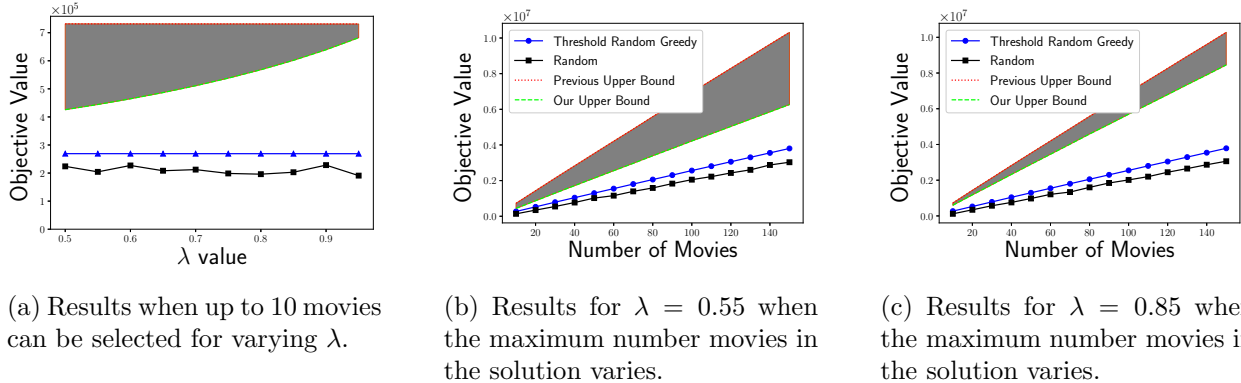 ×10⁵
Objective Value
7
6
5
4
3
2
1
0
0.5 0.6 0.7 0.8 0.9
λ value
(a) Results when up to 10 movies
can be selected for varying λ.
×10⁷
Objective Value
1.0
0.8
0.6
0.4
0.2
0.0
Threshold Random Greedy
Random
Previous Upper Bound
Our Upper Bound
20 40 60 80 100 120 140
Number of Movies
(b) Results for λ = 0.55 when
the maximum number movies in
the solution varies.
×10⁷
Objective Value
1.0
0.8
0.6
0.4
0.2
0.0
Threshold Random Greedy
Random
Previous Upper Bound
Our Upper Bound
20 40 60 80 100 120 140
Number of Movies
(c) Results for λ = 0.85 whe
the maximum number movies i
the solution varies.